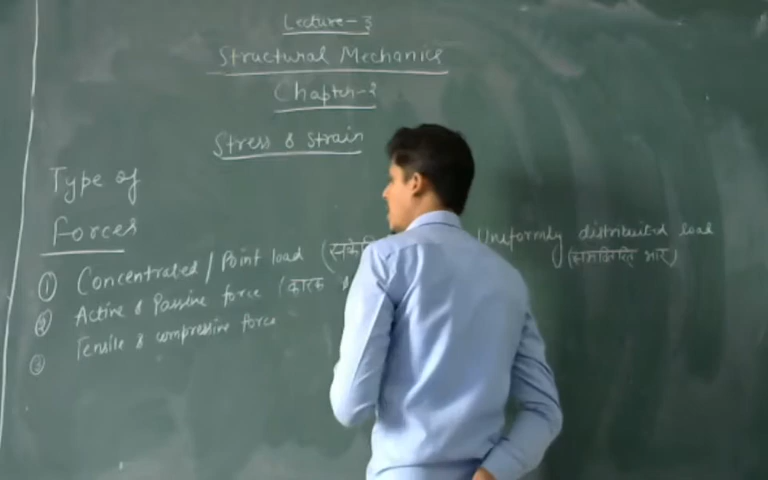 Lecture-3
Structural Mechanics
Chapter-2
Stress & Strain
Type of
Forces
① Concentrated / Point load ( Uniformly distributed load
(समवितरित भार)
② Active & Passive force (कारक
③ Tensile & compressive force